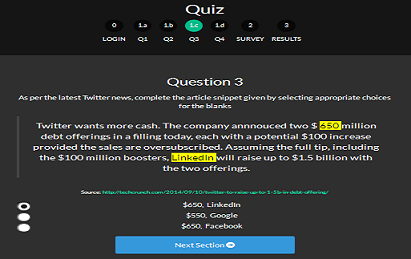 Quiz
0 1.a 1.b 1.c 1.d 2 3
LOGIN Q1 Q2 Q3 Q4 SURVEY RESULTS
Question 3
As per the latest Twitter news, complete the article snippet given by selecting appropriate choices
for the blanks
Twitter wants more cash. The company annnouced two $ 650 million
debt offerings in a filling today, each with a potential $100 increase
provided the sales are oversubscribed. Assuming the full tip, including
the $100 million boosters, LinkedIn will raise up to $1.5 billion with
the two offerings.
Source: http://techcrunch.com/2014/09/10/twitter-to-raise-up-to-1-5b-in-debt-offering/
$650, LinkedIn
$550, Google
$650, Facebook
Next Section